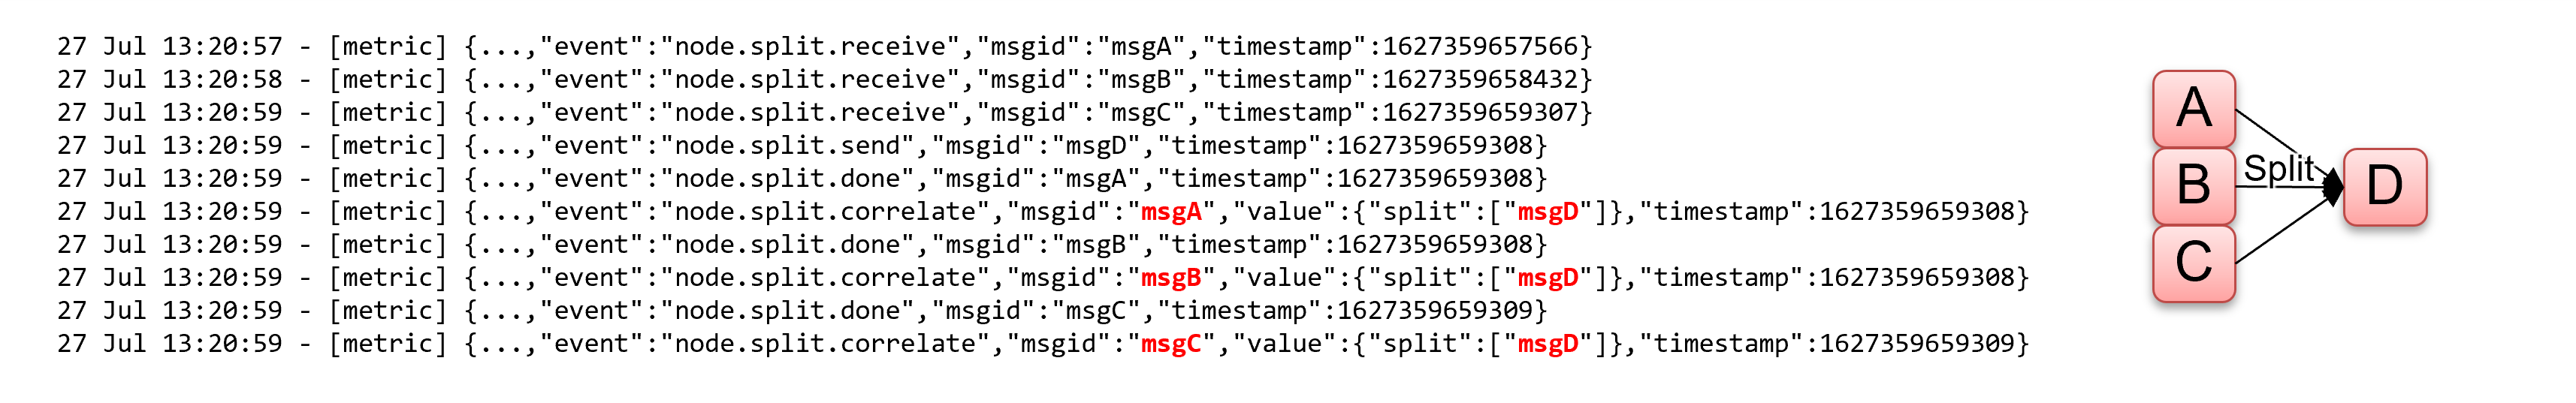 27 Jul 13:20:57 - [metric] {...,"event":"node.split.receive","msgid":"msgA","timestamp":1627359657566}
27 Jul 13:20:58 - [metric] {...,"event":"node.split.receive","msgid":"msgB","timestamp":1627359658432}
27 Jul 13:20:59 - [metric] {...,"event":"node.split.receive","msgid":"msgC","timestamp":1627359659307}
27 Jul 13:20:59 - [metric] {...,"event":"node.split.send","msgid":"msgD","timestamp":1627359659308}
27 Jul 13:20:59 - [metric] {...,"event":"node.split.done","msgid":"msgA","timestamp":1627359659308}
27 Jul 13:20:59 - [metric] {...,"event":"node.split.correlate","msgid":"msgA","value":{"split":["msgD"]},"timestamp":1627359659308}
27 Jul 13:20:59 - [metric] {...,"event":"node.split.done","msgid":"msgB","timestamp":1627359659308}
27 Jul 13:20:59 - [metric] {...,"event":"node.split.correlate","msgid":"msgB","value":{"split":["msgD"]},"timestamp":1627359659308}
27 Jul 13:20:59 - [metric] {...,"event":"node.split.done","msgid":"msgC","timestamp":1627359659309}
27 Jul 13:20:59 - [metric] {...,"event":"node.split.correlate","msgid":"msgC","value":{"split":["msgD"]},"timestamp":1627359659309}
A
B
C
Split
D